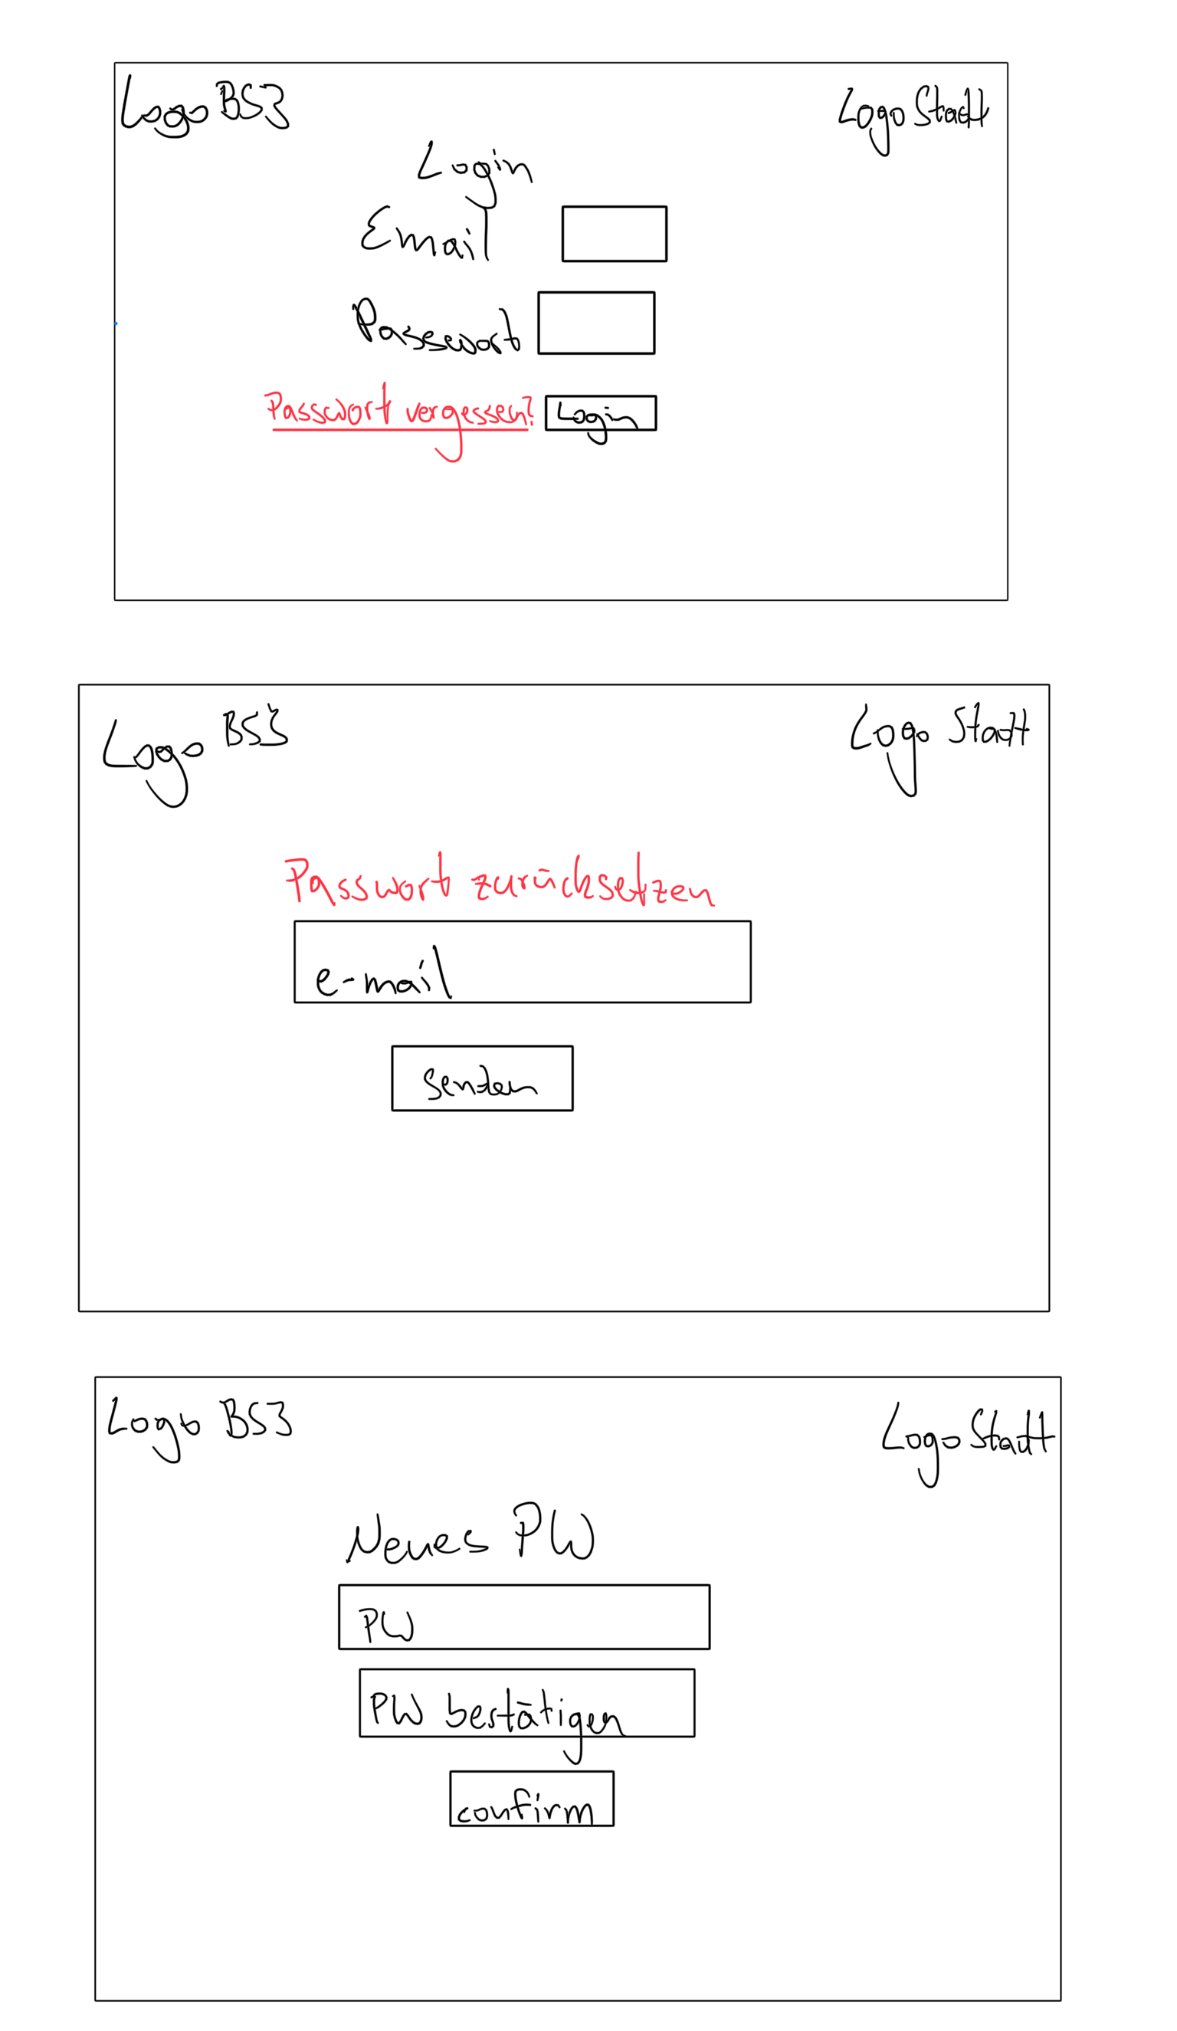 Logo BS3
Logo Stadt
Login
Email
Passwort
Passwort vergessen?
Login
Logo BS3
Logo Stadt
Passwort zurücksetzen
e-mail
Senden
Logo BS3
Logo Stadt
Neues PW
PW
PW bestätigen
confirm